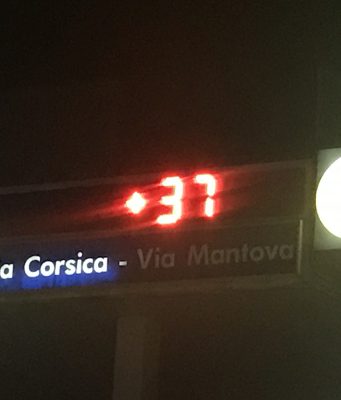 +37
a Corsica - Via Mantova